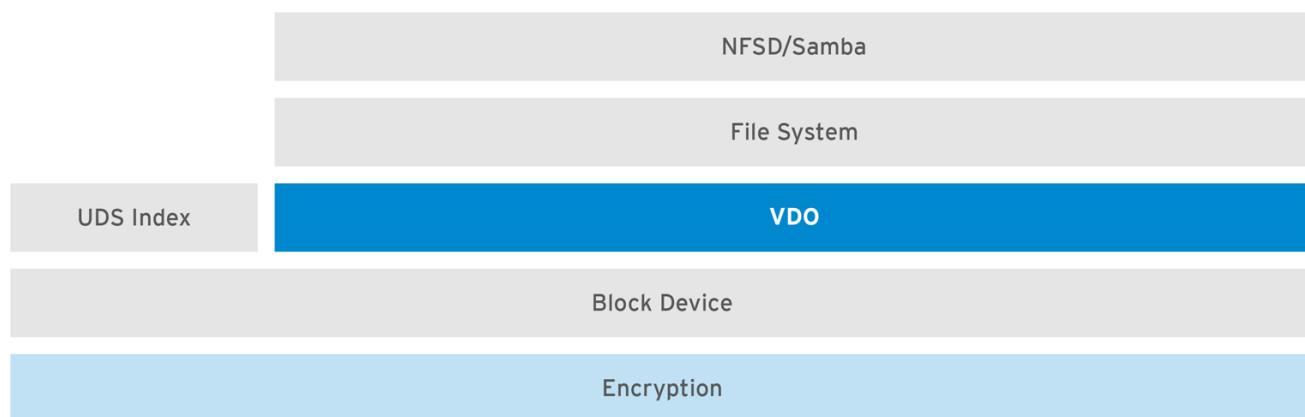 NFSD/Samba
File System
UDS Index
VDO
Block Device
Encryption